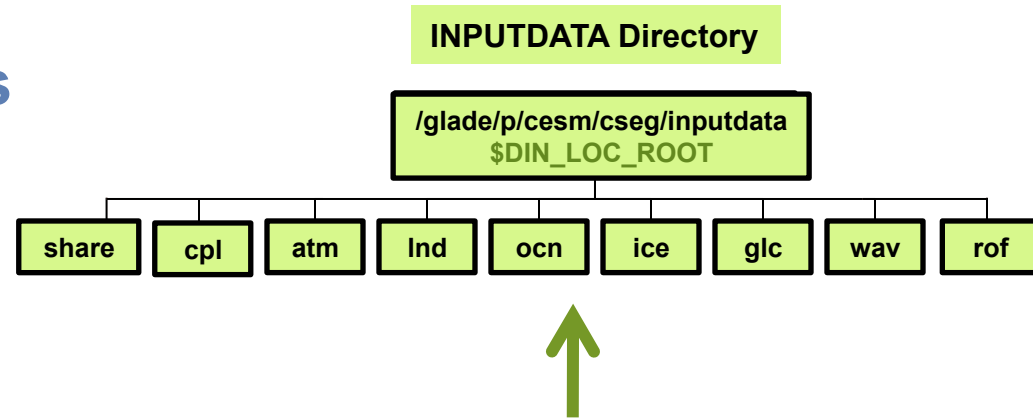 INPUTDATA Directory
s
/glade/p/cesm/cseg/inputdata
$DIN_LOC_ROOT
share cpl atm lnd ocn ice glc wav rof